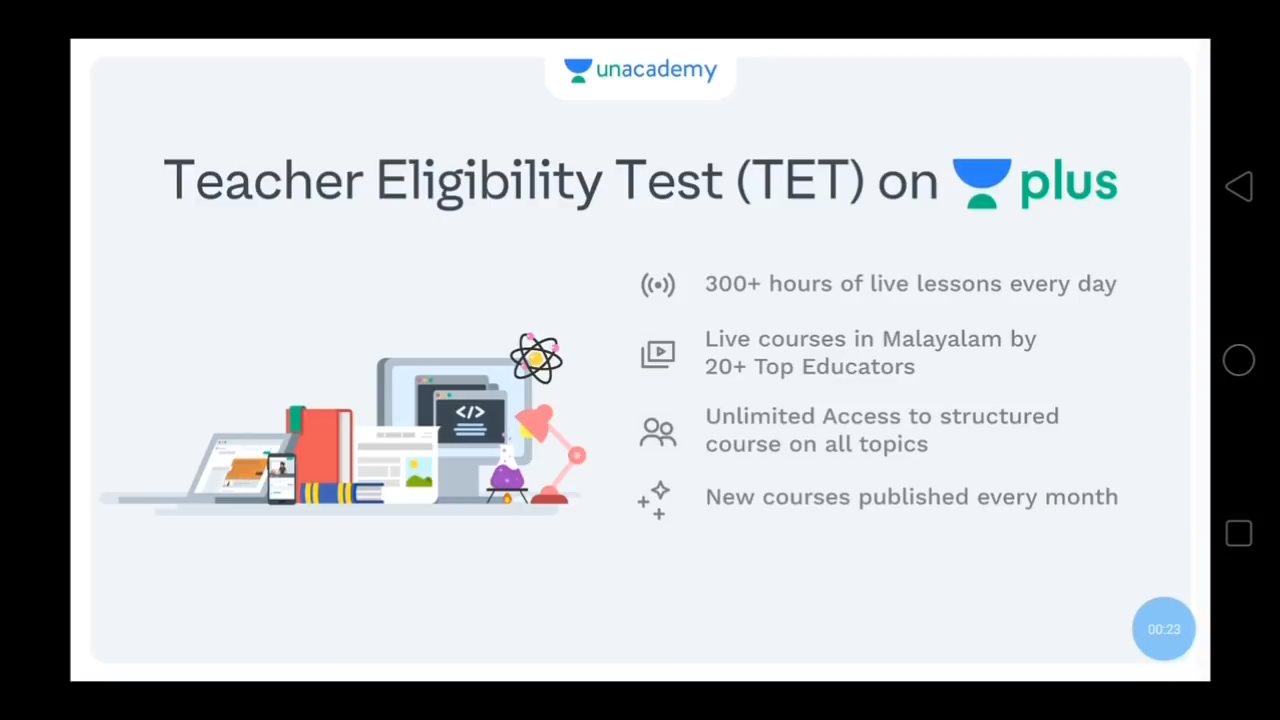 unacademy
Teacher Eligibility Test (TET) on plus
300+ hours of live lessons every day
Live courses in Malayalam by
20+ Top Educators
Unlimited Access to structured
course on all topics
New courses published every month
</>
00:23